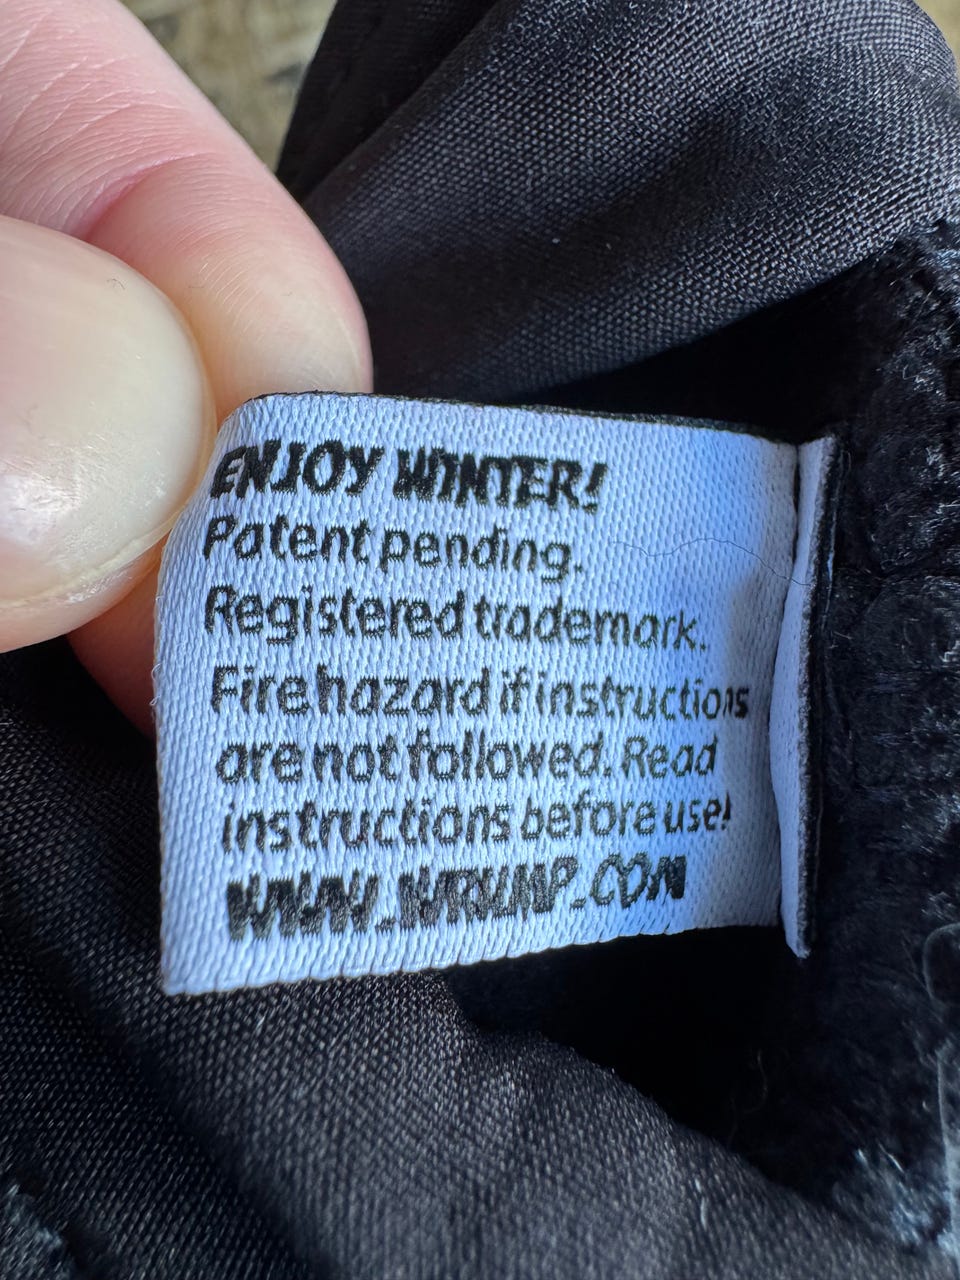 ENJOY WINTER!
Patent pending.
Registered trademark.
Fire hazard if instructions
are not followed. Read
instructions before use!
WWW.WRUMP.COM